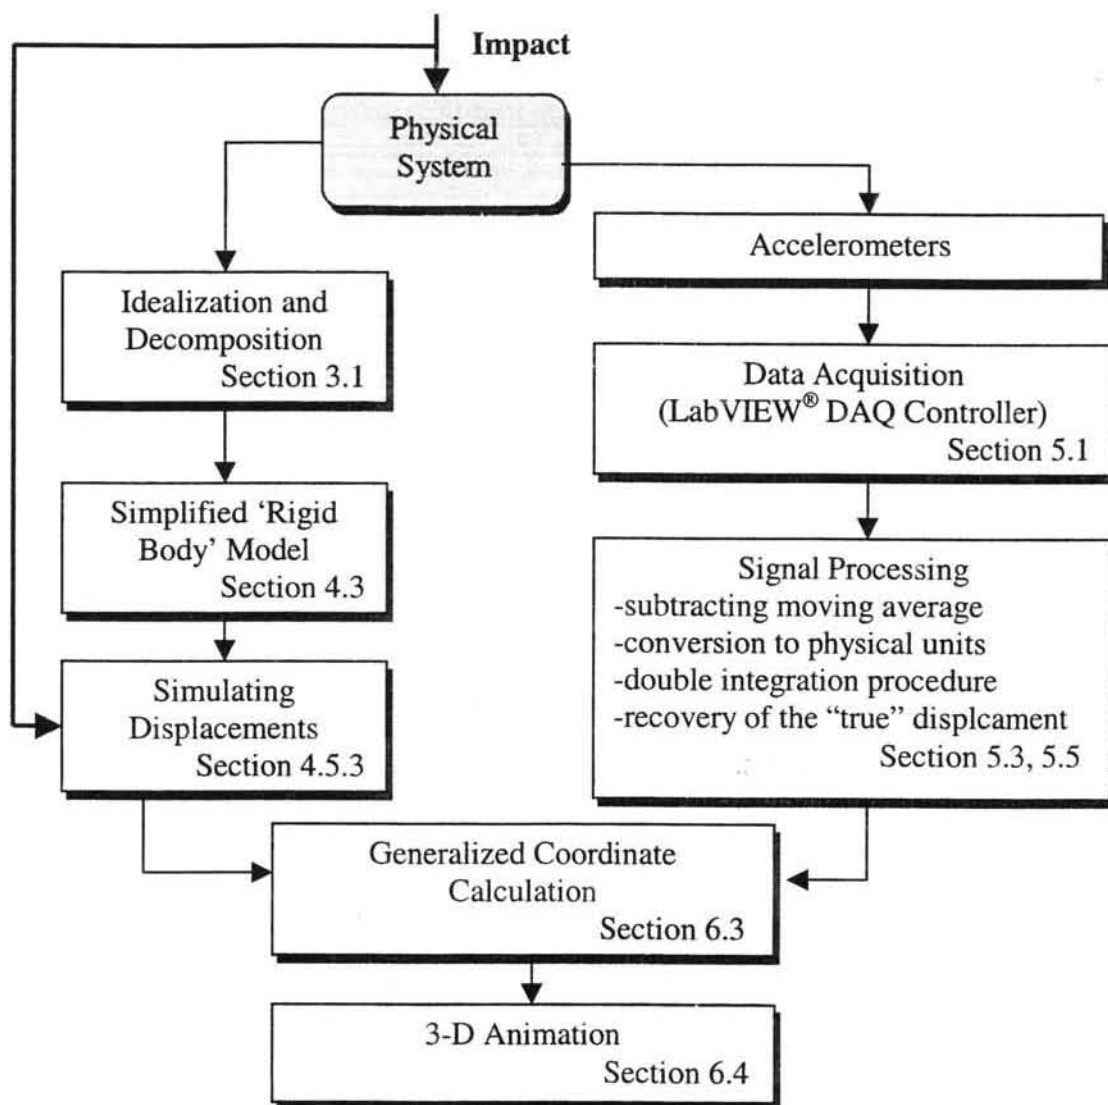 Impact
Physical
System
Accelerometers
Idealization and
Decomposition
Section 3.1
Data Acquisition
(LabVIEW® DAQ Controller)
Section 5.1
Simplified ‘Rigid
Body’ Model
Section 4.3
Signal Processing
-subtracting moving average
-conversion to physical units
-double integration procedure
-recovery of the “true” displcament
Section 5.3, 5.5
Simulating
Displacements
Section 4.5.3
Generalized Coordinate
Calculation
Section 6.3
3-D Animation
Section 6.4